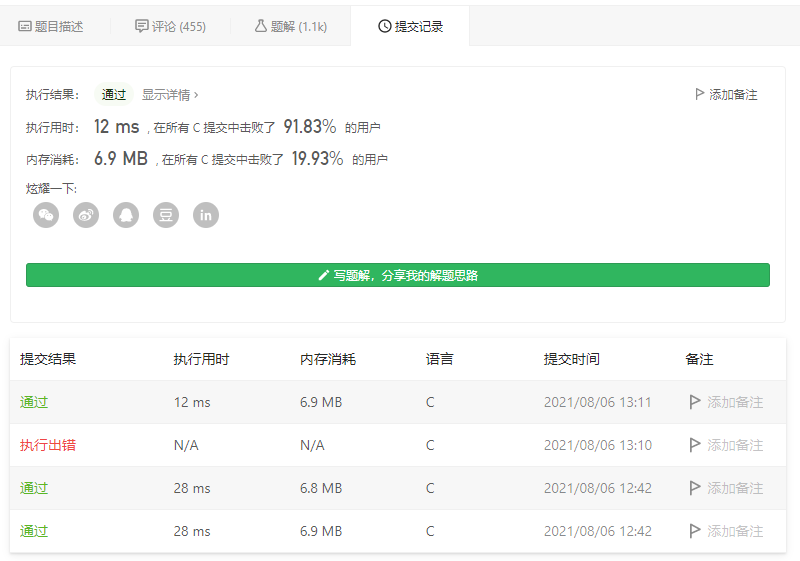 题目描述 评论 (455) 题解 (1.1k) 提交记录
执行结果： 通过 显示详情 › 添加备注
执行用时： 12 ms , 在所有 C 提交中击败了 91.83% 的用户
内存消耗： 6.9 MB , 在所有 C 提交中击败了 19.93% 的用户
炫耀一下:
豆 in
写题解，分享我的解题思路
提交结果 执行用时 内存消耗 语言 提交时间 备注
通过 12 ms 6.9 MB C 2021/08/06 13:11 添加备注
执行出错 N/A N/A C 2021/08/06 13:10 添加备注
通过 28 ms 6.8 MB C 2021/08/06 12:42 添加备注
通过 28 ms 6.9 MB C 2021/08/06 12:42 添加备注